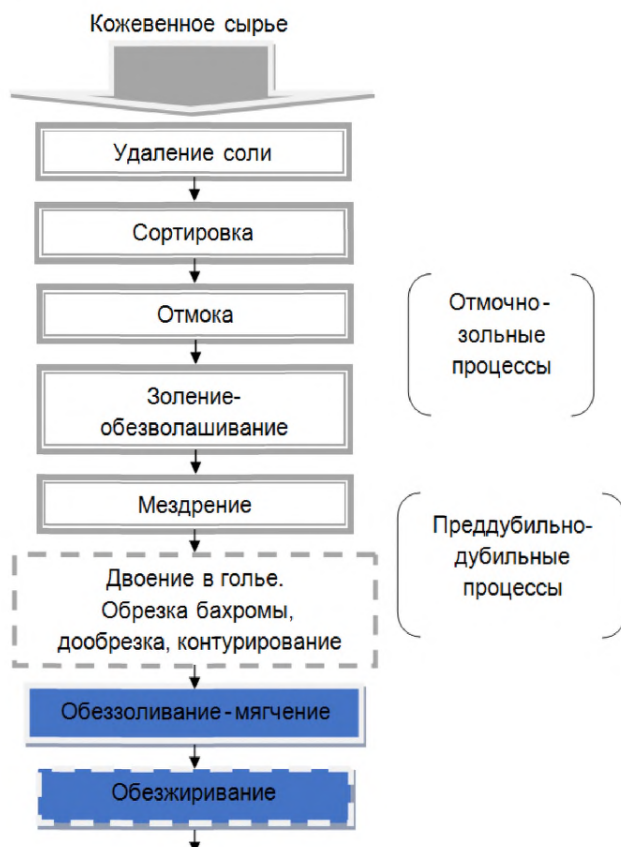 Кожевенное сырье
Удаление соли
Сортировка
Отмока
Отмочно-
зольные
процессы
Золение-
обезволашивание
Мездрение
Преддубильно-
дубильные
процессы
Двоение в голье.
Обрезка бахромы,
дообрезка, контурирование
Обеззоливание-мягчение
Обезжиривание